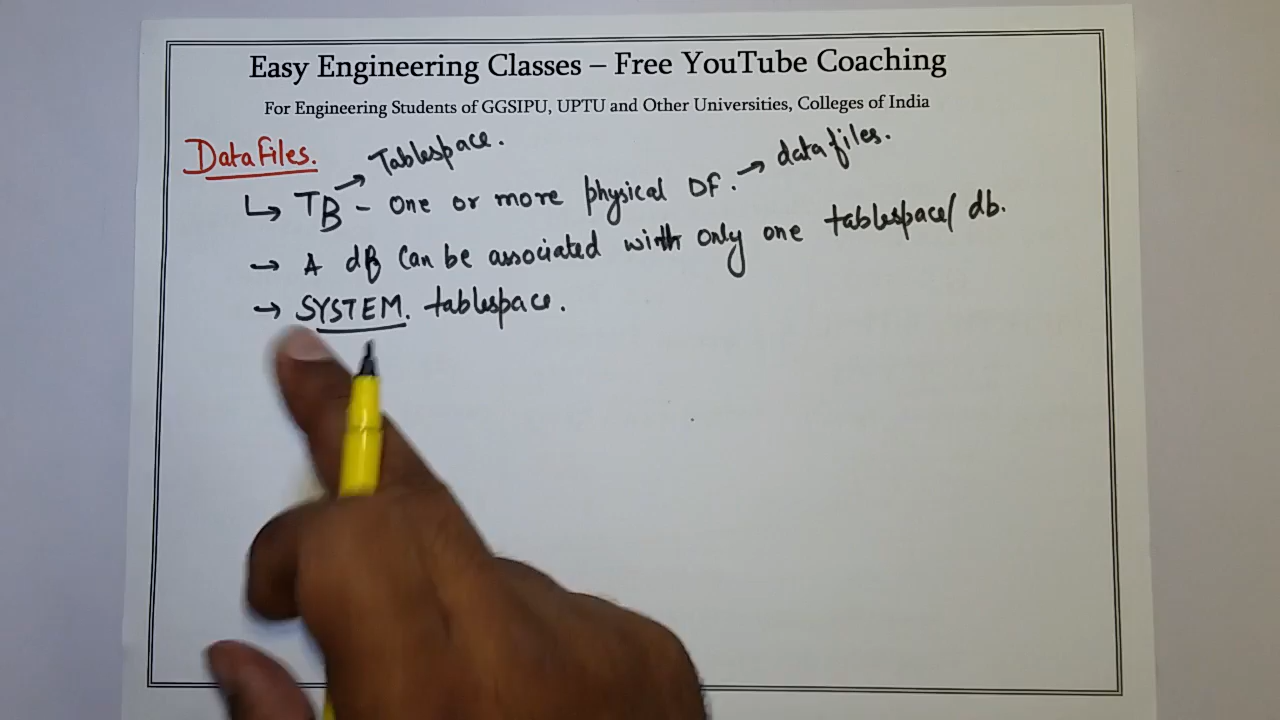 Easy Engineering Classes – Free YouTube Coaching
For Engineering Students of GGSIPU, UPTU and Other Universities, Colleges of India
DataFiles.
→ Tablespace.
↳ TB – One or more physical DF. → datafiles.
→ A dB Can be associated with only one tablespace/ db.
→ SYSTEM. tablespace.